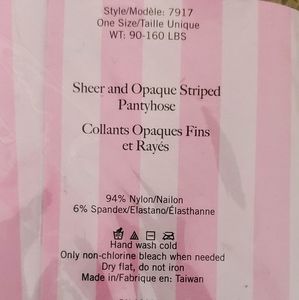 Style/Modèle: 7917
One Size/Taille Unique
WT: 90-160 LBS
Sheer and Opaque Striped
Pantyhose
Collants Opaques Fins
et Rayés
94% Nylon/Nailon
6% Spandex/Elastano/Élasthanne
Hand wash cold
Only non-chlorine bleach when needed
Dry flat, do not iron
Made in/Fabriqué en: Taiwan